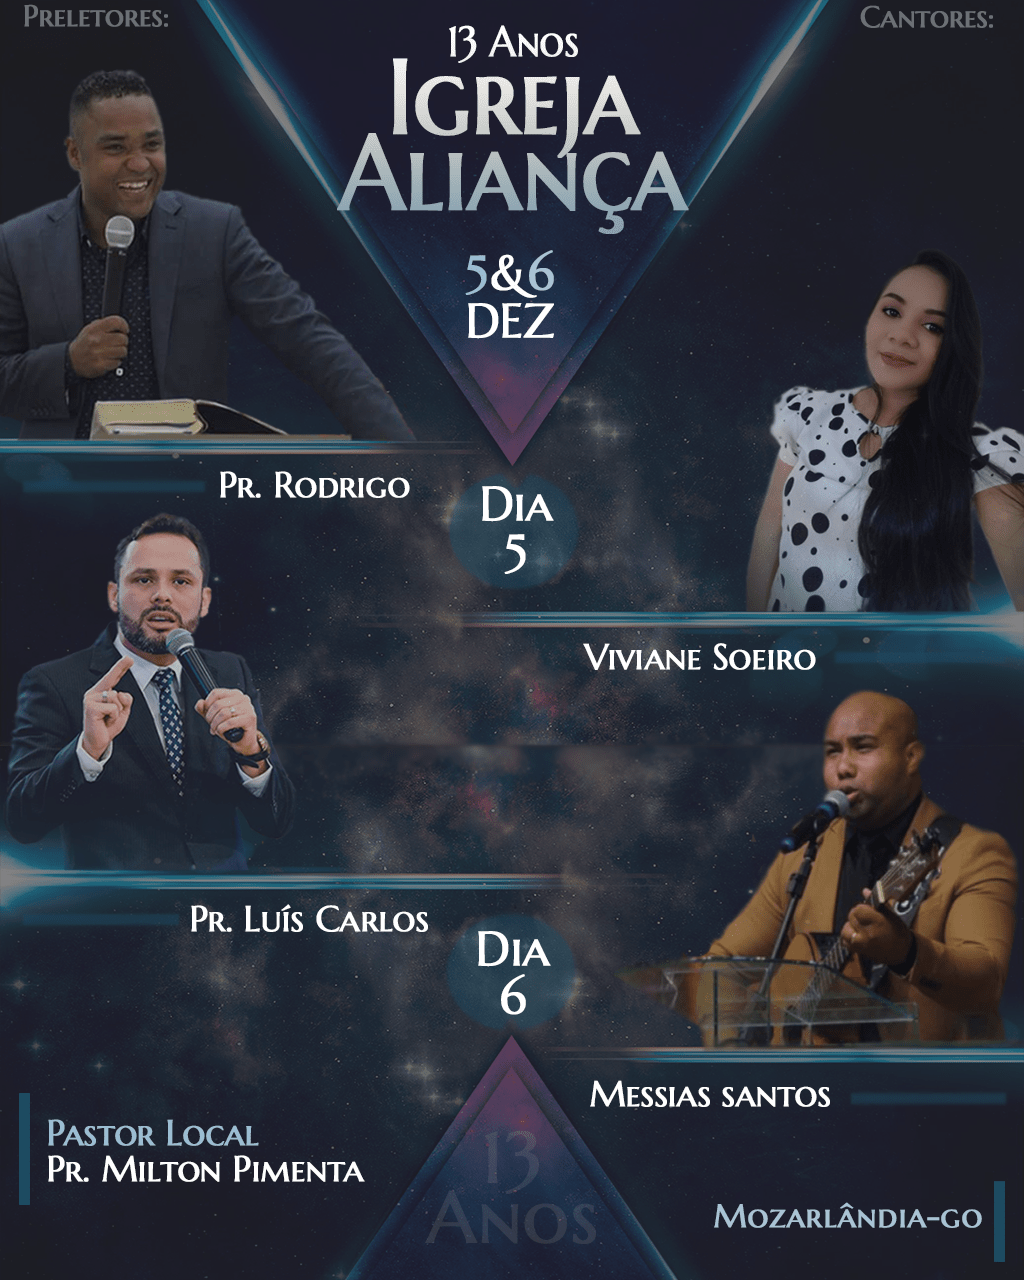 Preletores:
Cantores:
13 Anos
Igreja
Aliança
5&6
DEZ
Pr. Rodrigo
Dia
5
Viviane Soeiro
Pr. Luís Carlos
Dia
6
Messias santos
Pastor Local
Pr. Milton Pimenta
13
Anos
Mozarlândia-go